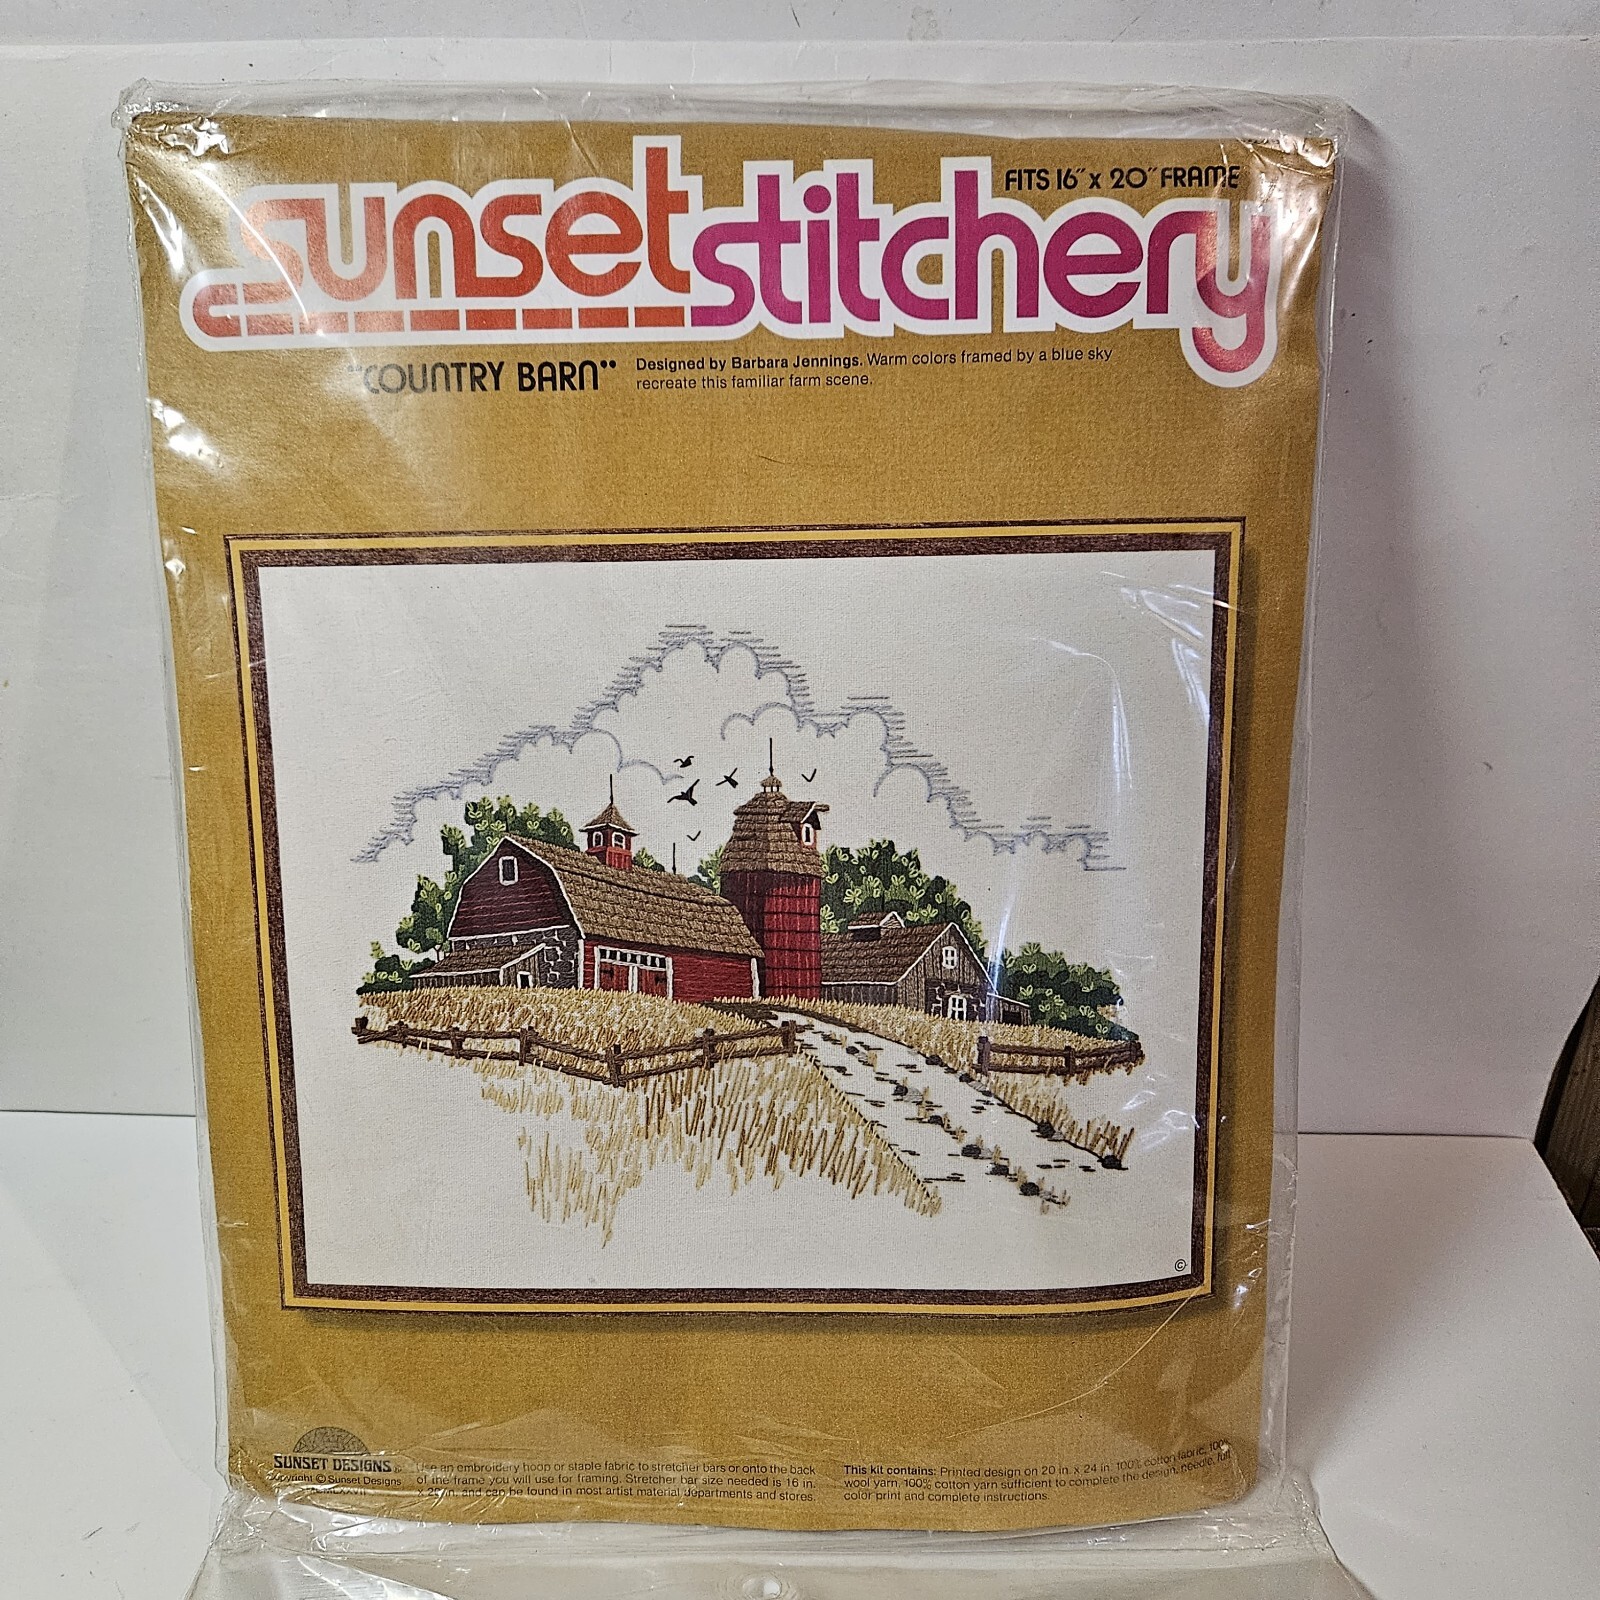 FITS 16" x 20" FRAME
sunset stitchery
"COUNTRY BARN"
Designed by Barbara Jennings. Warm colors framed by a blue sky
recreate this familiar farm scene.
©
SUNSET DESIGNS
Copyright © Sunset Designs
Use an embroidery hoop or staple fabric to stretcher bars or onto the back
of the frame you will use for framing. Stretcher bar size needed is 16 in.
x 20 in. and can be found in most artist material departments and stores.
This kit contains: Printed design on 20 in. x 24 in. 100% cotton fabric, 100%
wool yarn, 100% cotton yarn sufficient to complete the design, needle, full
color print and complete instructions.